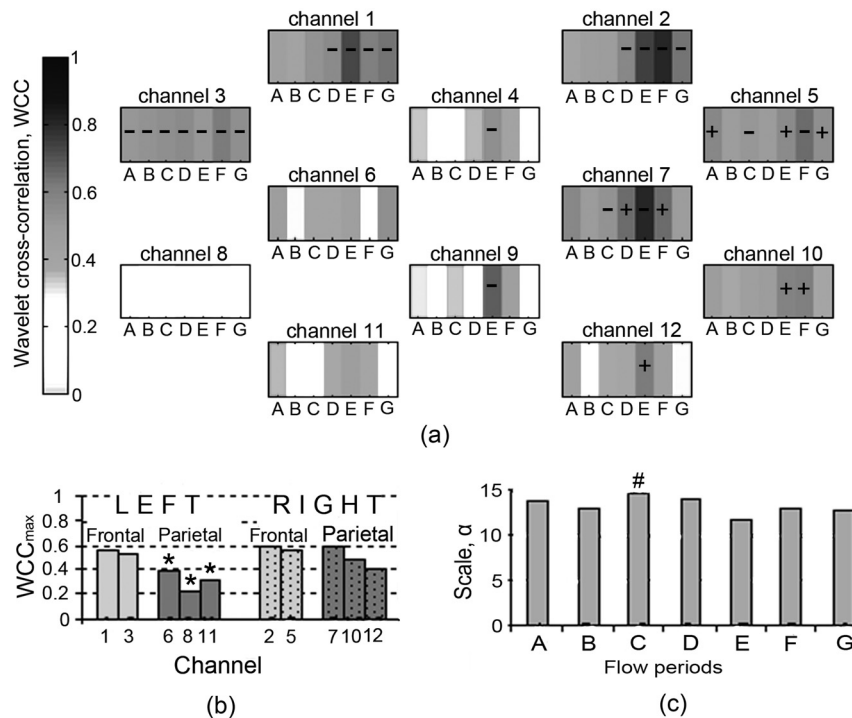 channel 1
channel 2
− − − −
− − − −
A B C D E F G
A B C D E F G
channel 3
channel 4
channel 5
− − − − − − −
−
+ − + − +
A B C D E F G
A B C D E F G
A B C D E F G
channel 6
channel 7
− + − +
A B C D E F G
A B C D E F G
channel 8
channel 9
channel 10
−
+ +
A B C D E F G
A B C D E F G
A B C D E F G
channel 11
channel 12
+
A B C D E F G
A B C D E F G
Wavelet cross-correlation, WCC
1
0.8
0.6
0.4
0.2
0
(a)
WCCmax
1
0.8
0.6
0.4
0.2
0
LEFT RIGHT
Frontal Parietal Frontal Parietal
* * *
1 3 6 8 11 2 5 7 10 12
Channel
(b)
Scale, α
15
10
5
0
#
A B C D E F G
Flow periods
(c)